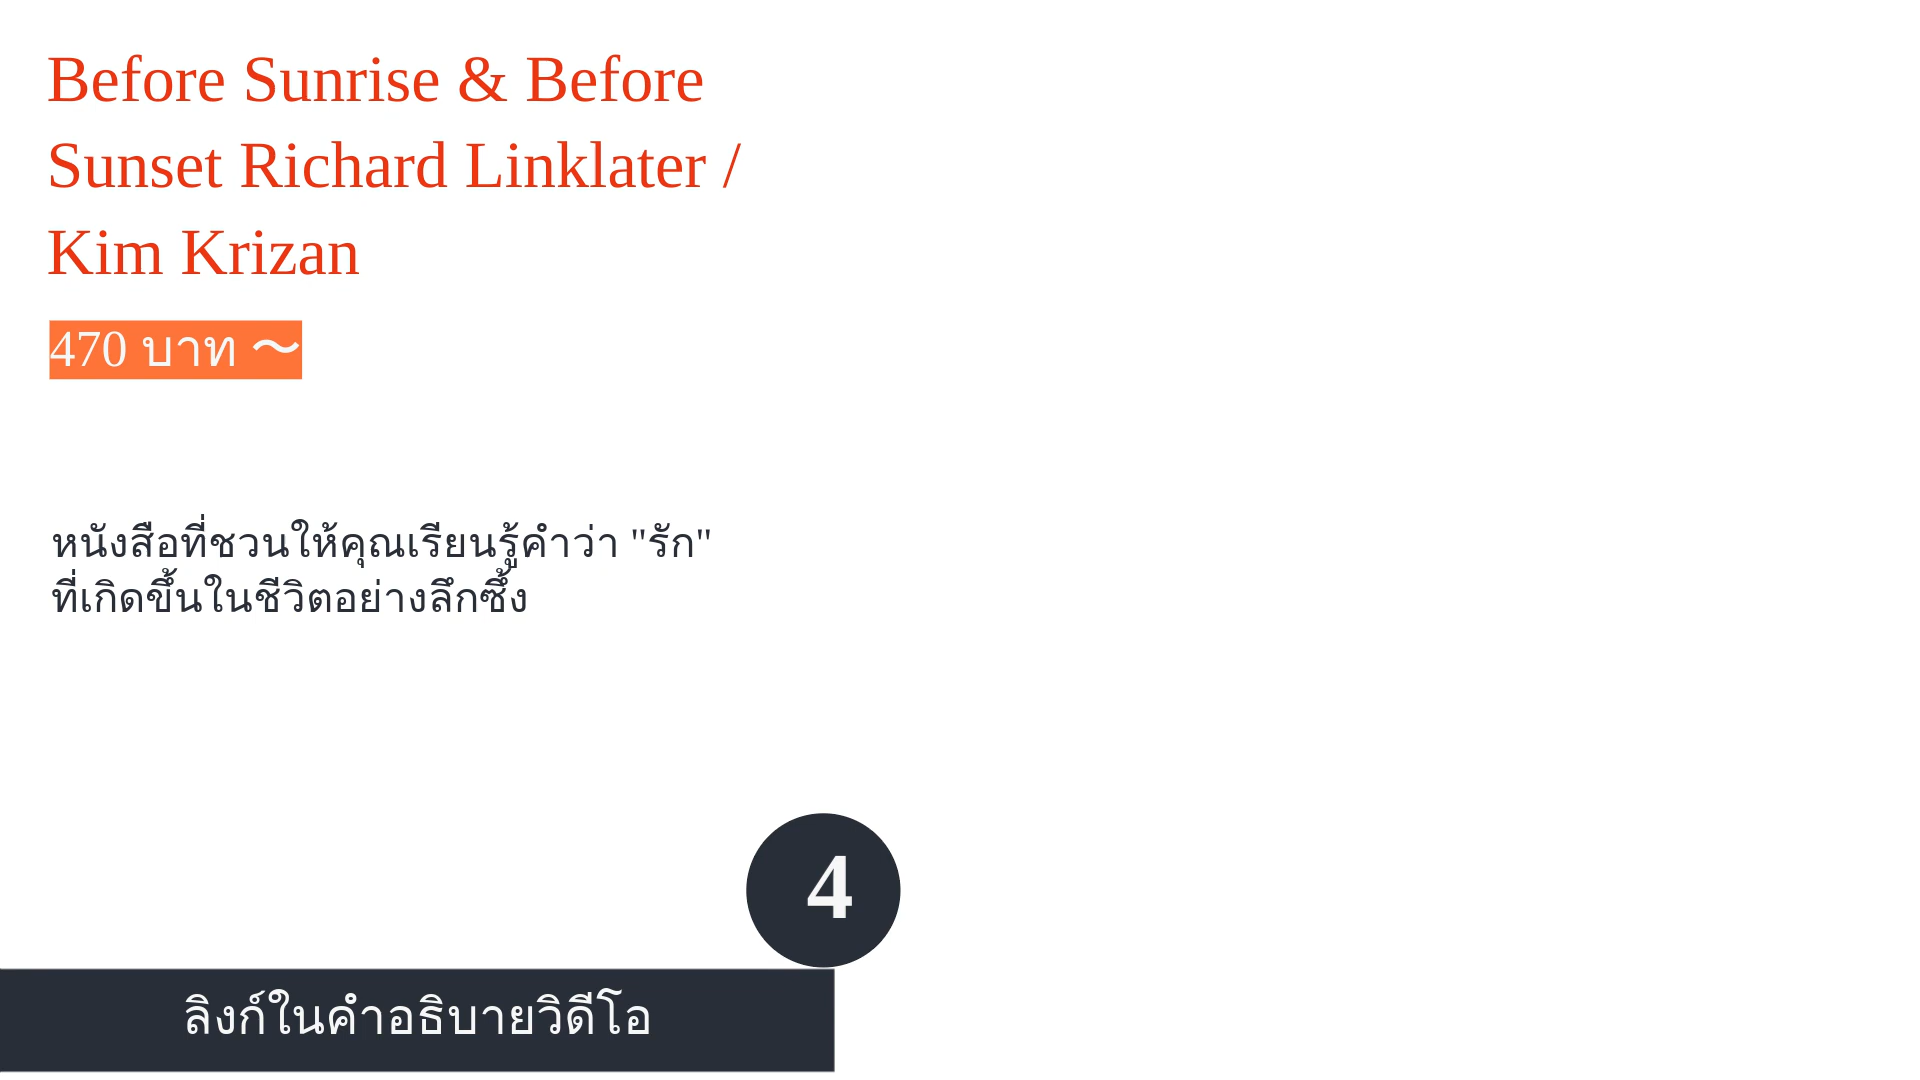 Before Sunrise & Before
Sunset Richard Linklater /
Kim Krizan
470 บาท 〜
หนังสือที่ชวนให้คุณเรียนรู้คำว่า "รัก"
ที่เกิดขึ้นในชีวิตอย่างลึกซึ้ง
4
ลิงก์ในคำอธิบายวิดีโอ